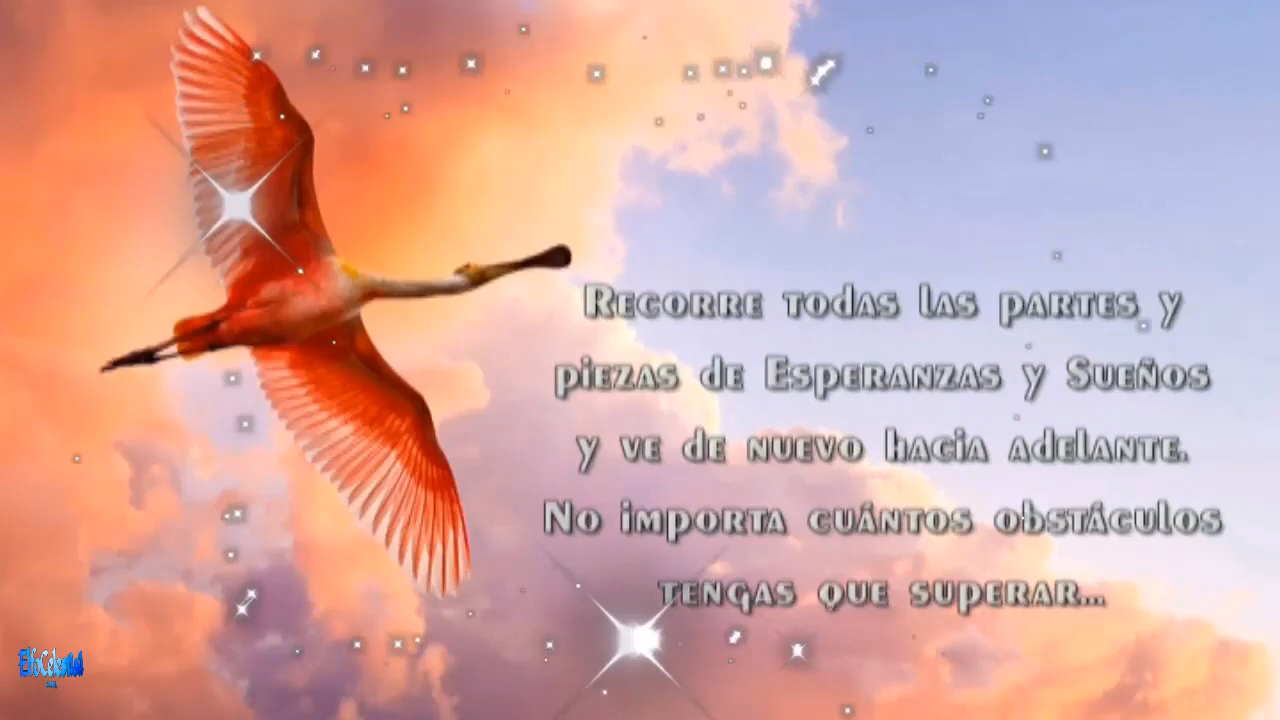 Recorre todas las partes y
piezas de Esperanzas y Sueños
y ve de nuevo hacia adelante.
No importa cuántos obstáculos
tengas que superar...
ElfoCelestial